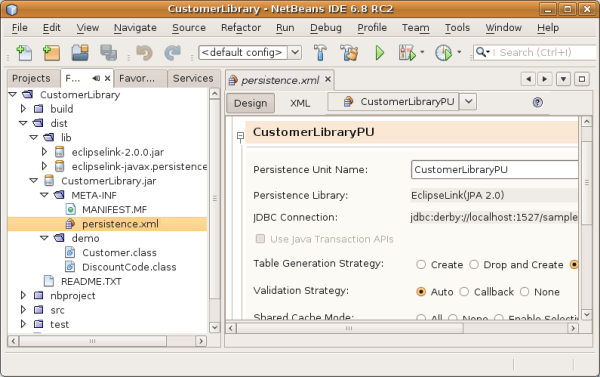 CustomerLibrary - NetBeans IDE 6.8 RC2
File Edit View Navigate Source Refactor Run Debug Profile Team Tools Window Help
<default config> Search (Ctrl+I)
Projects F... Favor... Services
persistence.xml
Design XML CustomerLibraryPU
CustomerLibrary
build
dist
lib
eclipselink-2.0.0.jar
eclipselink-javax.persistence
CustomerLibrary.jar
META-INF
MANIFEST.MF
persistence.xml
demo
Customer.class
DiscountCode.class
README.TXT
nbproject
src
test
CustomerLibraryPU
Persistence Unit Name: CustomerLibraryPU
Persistence Library: EclipseLink(JPA 2.0)
JDBC Connection: jdbc:derby://localhost:1527/sample
Use Java Transaction APIs
Table Generation Strategy: Create Drop and Create
Validation Strategy: Auto Callback None
Shared Cache Mode: All None Enable Selecti